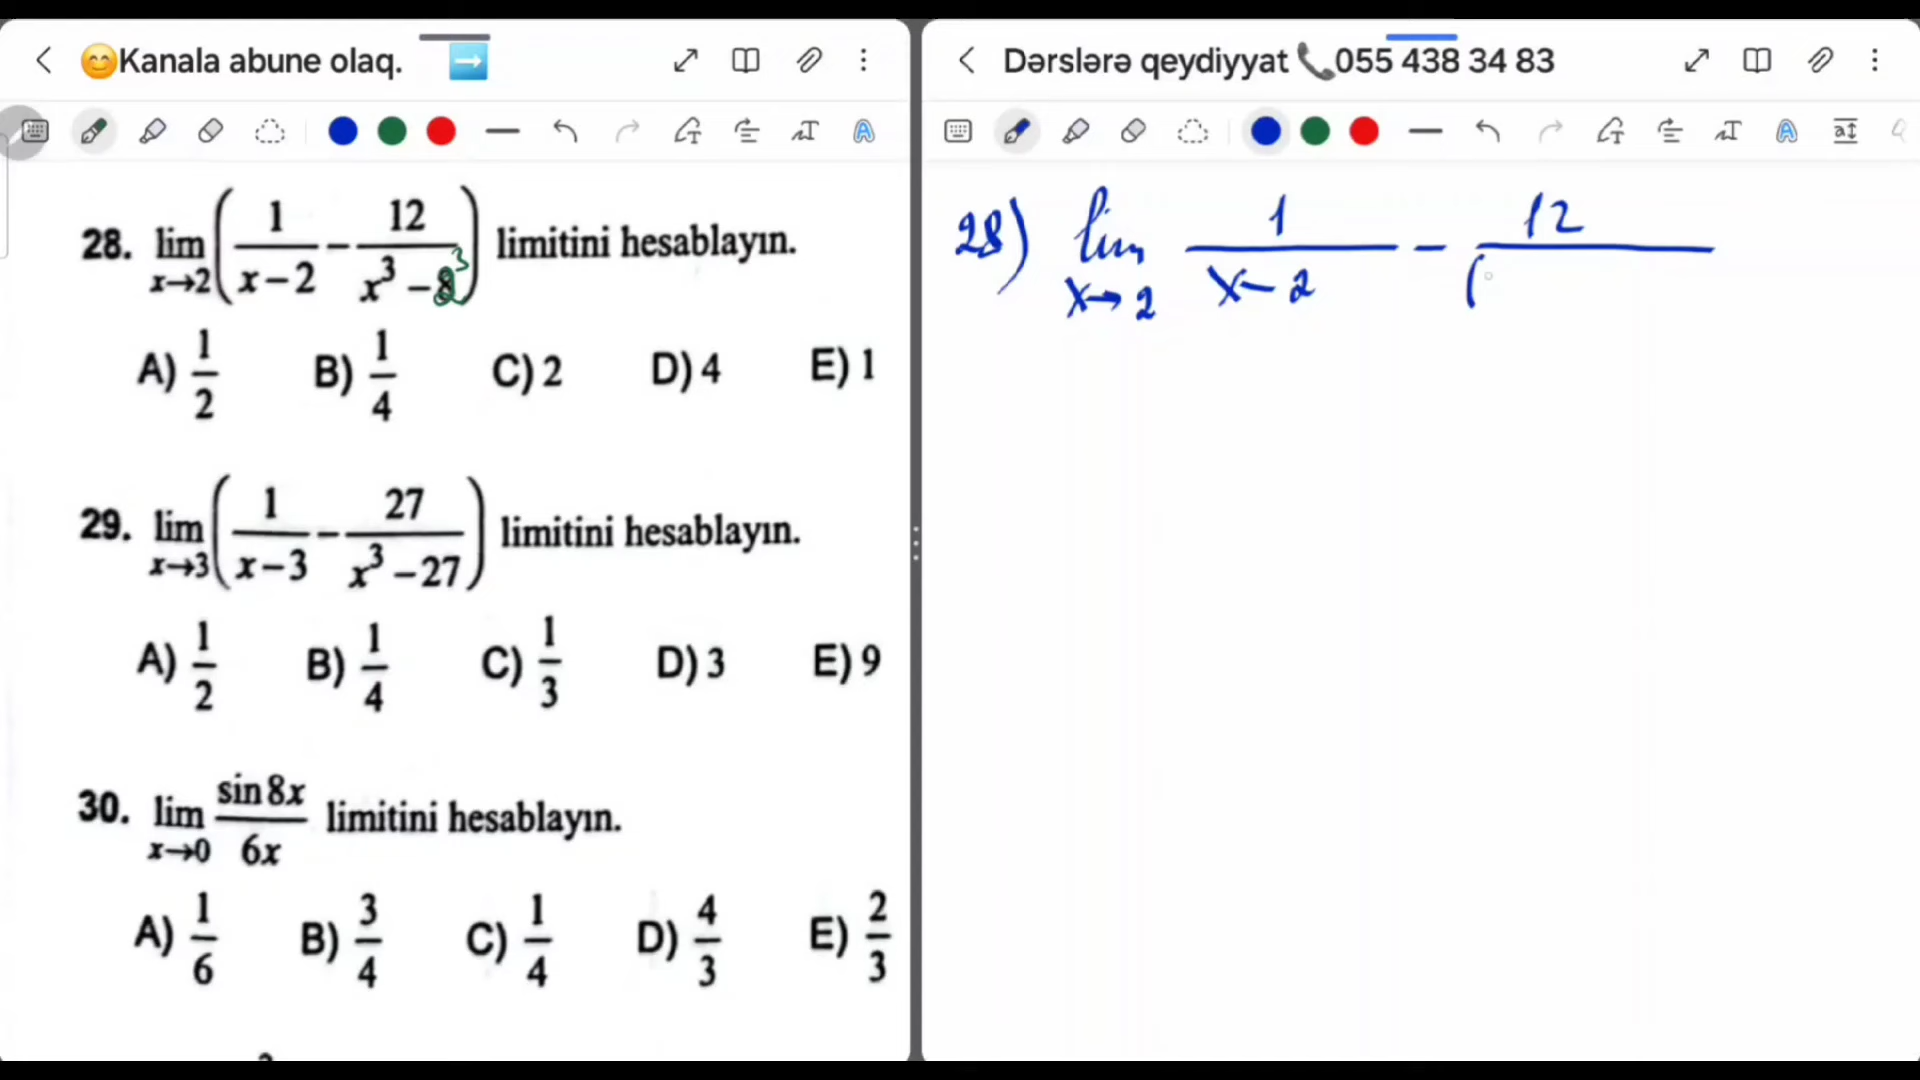 😊Kanala abune olaq. ➡️
28. lim x→2 (1/(x−2) − 12/(x³−8)) limitini hesablayın.
2³
A) 1/2 B) 1/4 C) 2 D) 4 E) 1
29. lim x→3 (1/(x−3) − 27/(x³−27)) limitini hesablayın.
A) 1/2 B) 1/4 C) 1/3 D) 3 E) 9
30. lim x→0 sin8x/6x limitini hesablayın.
A) 1/6 B) 3/4 C) 1/4 D) 4/3 E) 2/3
Dərslərə qeydiyyat 📞055 438 34 83
28) lim x→2 1/(x−2) − 12/(